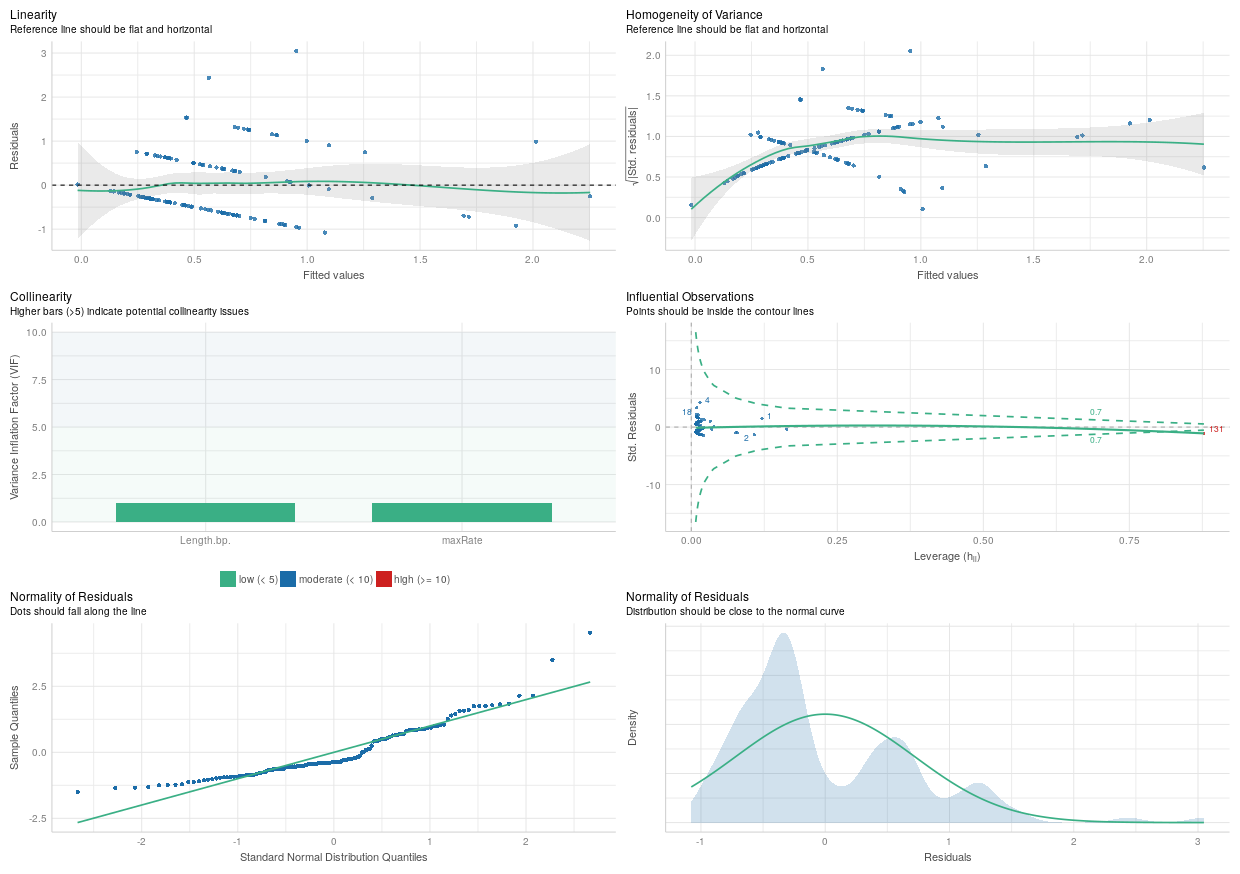 Linearity
Reference line should be flat and horizontal
Residuals
3
2
1
0
-1
0.0 0.5 1.0 1.5 2.0
Fitted values
Homogeneity of Variance
Reference line should be flat and horizontal
√|Std. residuals|
2.0
1.5
1.0
0.5
0.0
0.0 0.5 1.0 1.5 2.0
Fitted values
Collinearity
Higher bars (>5) indicate potential collinearity issues
Variance Inflation Factor (VIF)
10.0
7.5
5.0
2.5
0.0
Length.bp. maxRate
low (< 5) moderate (< 10) high (>= 10)
Influential Observations
Points should be inside the contour lines
Std. Residuals
10
0
-10
4
18
1
2
0.7
0.7
131
0.00 0.25 0.50 0.75
Leverage (hii)
Normality of Residuals
Dots should fall along the line
Sample Quantiles
2.5
0.0
-2.5
-2 -1 0 1 2
Standard Normal Distribution Quantiles
Normality of Residuals
Distribution should be close to the normal curve
Density
-1 0 1 2 3
Residuals